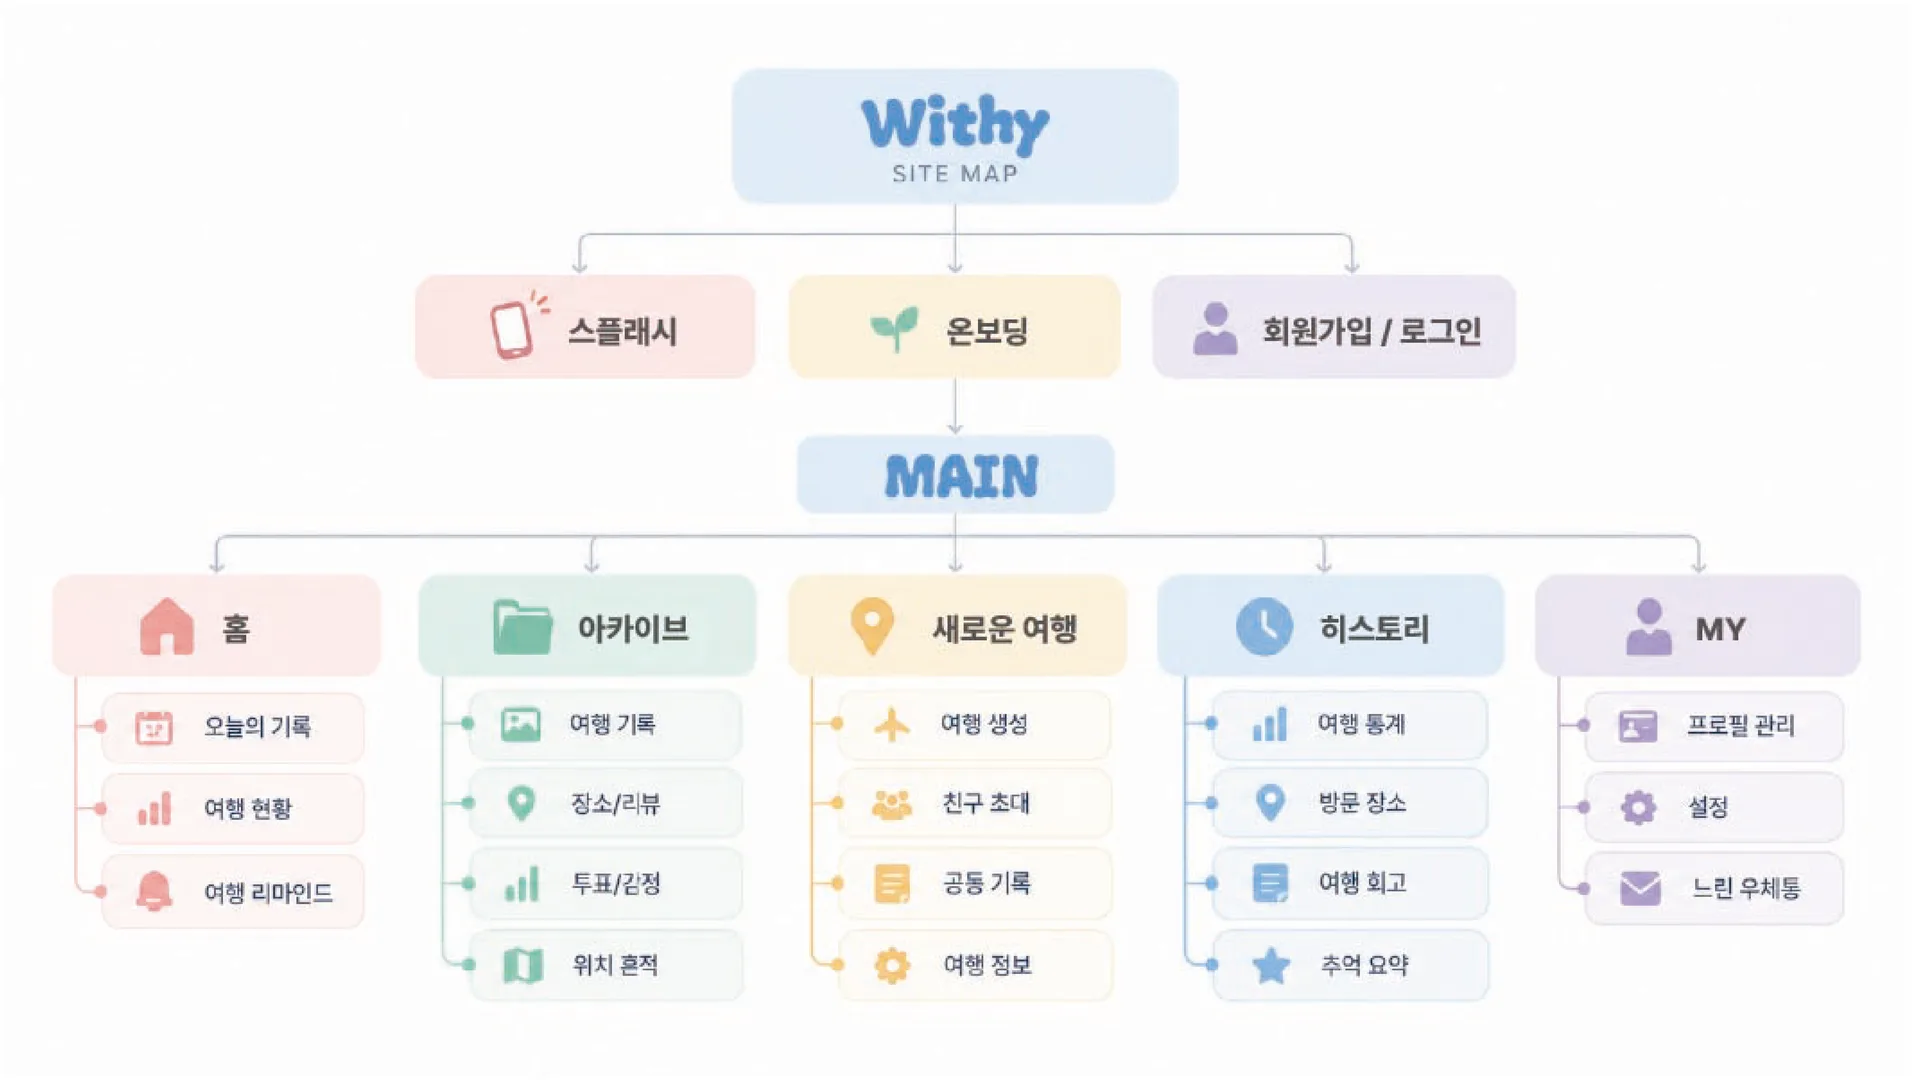 Withy
SITE MAP
스플래시
온보딩
회원가입 / 로그인
MAIN
홈
오늘의 기록
여행 현황
여행 리마인드
아카이브
여행 기록
장소/리뷰
투표/감정
위치 흔적
새로운 여행
여행 생성
친구 초대
공동 기록
여행 정보
히스토리
여행 통계
방문 장소
여행 회고
추억 요약
MY
프로필 관리
설정
느린 우체통